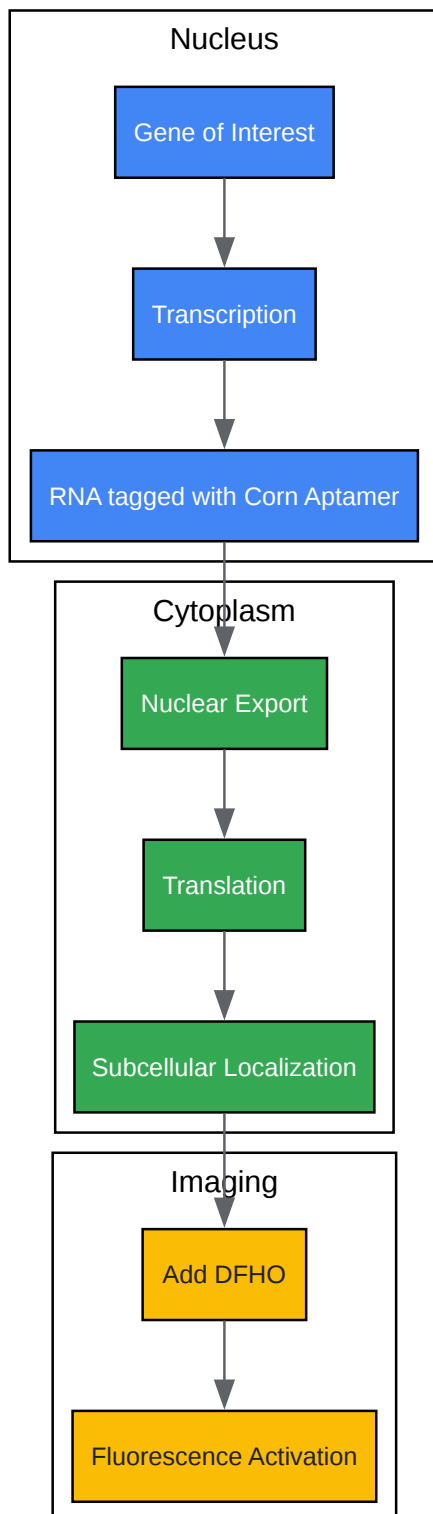 Nucleus
Gene of Interest
Transcription
RNA tagged with Corn Aptamer
Cytoplasm
Nuclear Export
Translation
Subcellular Localization
Imaging
Add DFHO
Fluorescence Activation